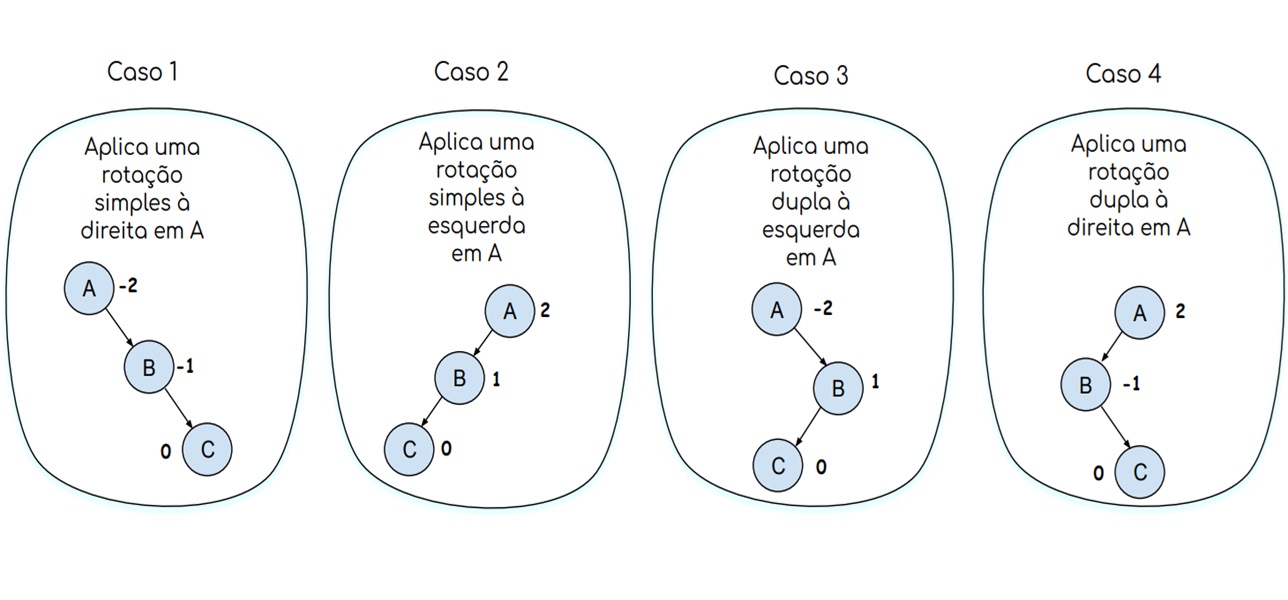 Caso 1
Aplica uma
rotação
simples à
direita em A
A -2
B -1
0 C
Caso 2
Aplica uma
rotação
simples à
esquerda
em A
A 2
B 1
C 0
Caso 3
Aplica uma
rotação
dupla à
esquerda
em A
A -2
B 1
C 0
Caso 4
Aplica uma
rotação
dupla à
direita em A
A 2
B -1
0 C